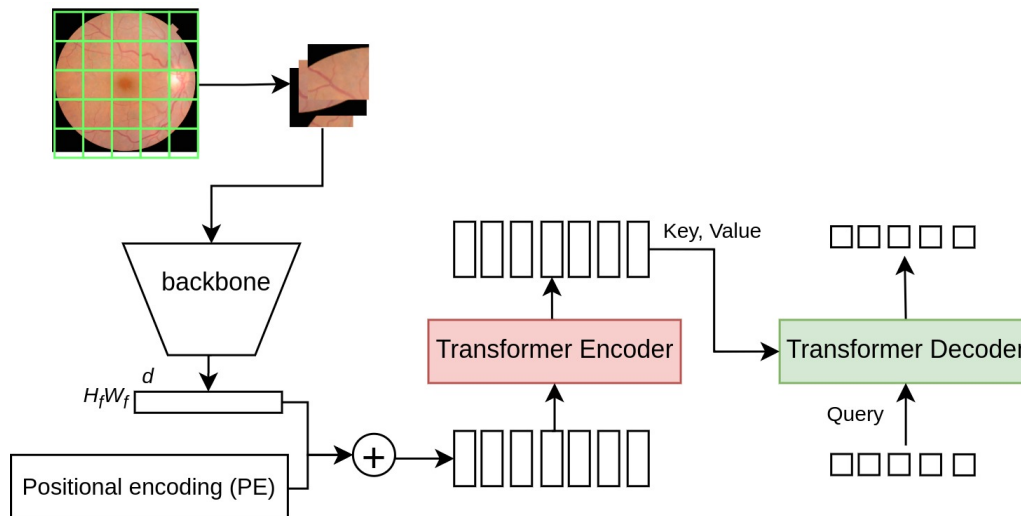 backbone
d
HfWf
Positional encoding (PE)
+
Transformer Encoder
Key, Value
Transformer Decoder
Query